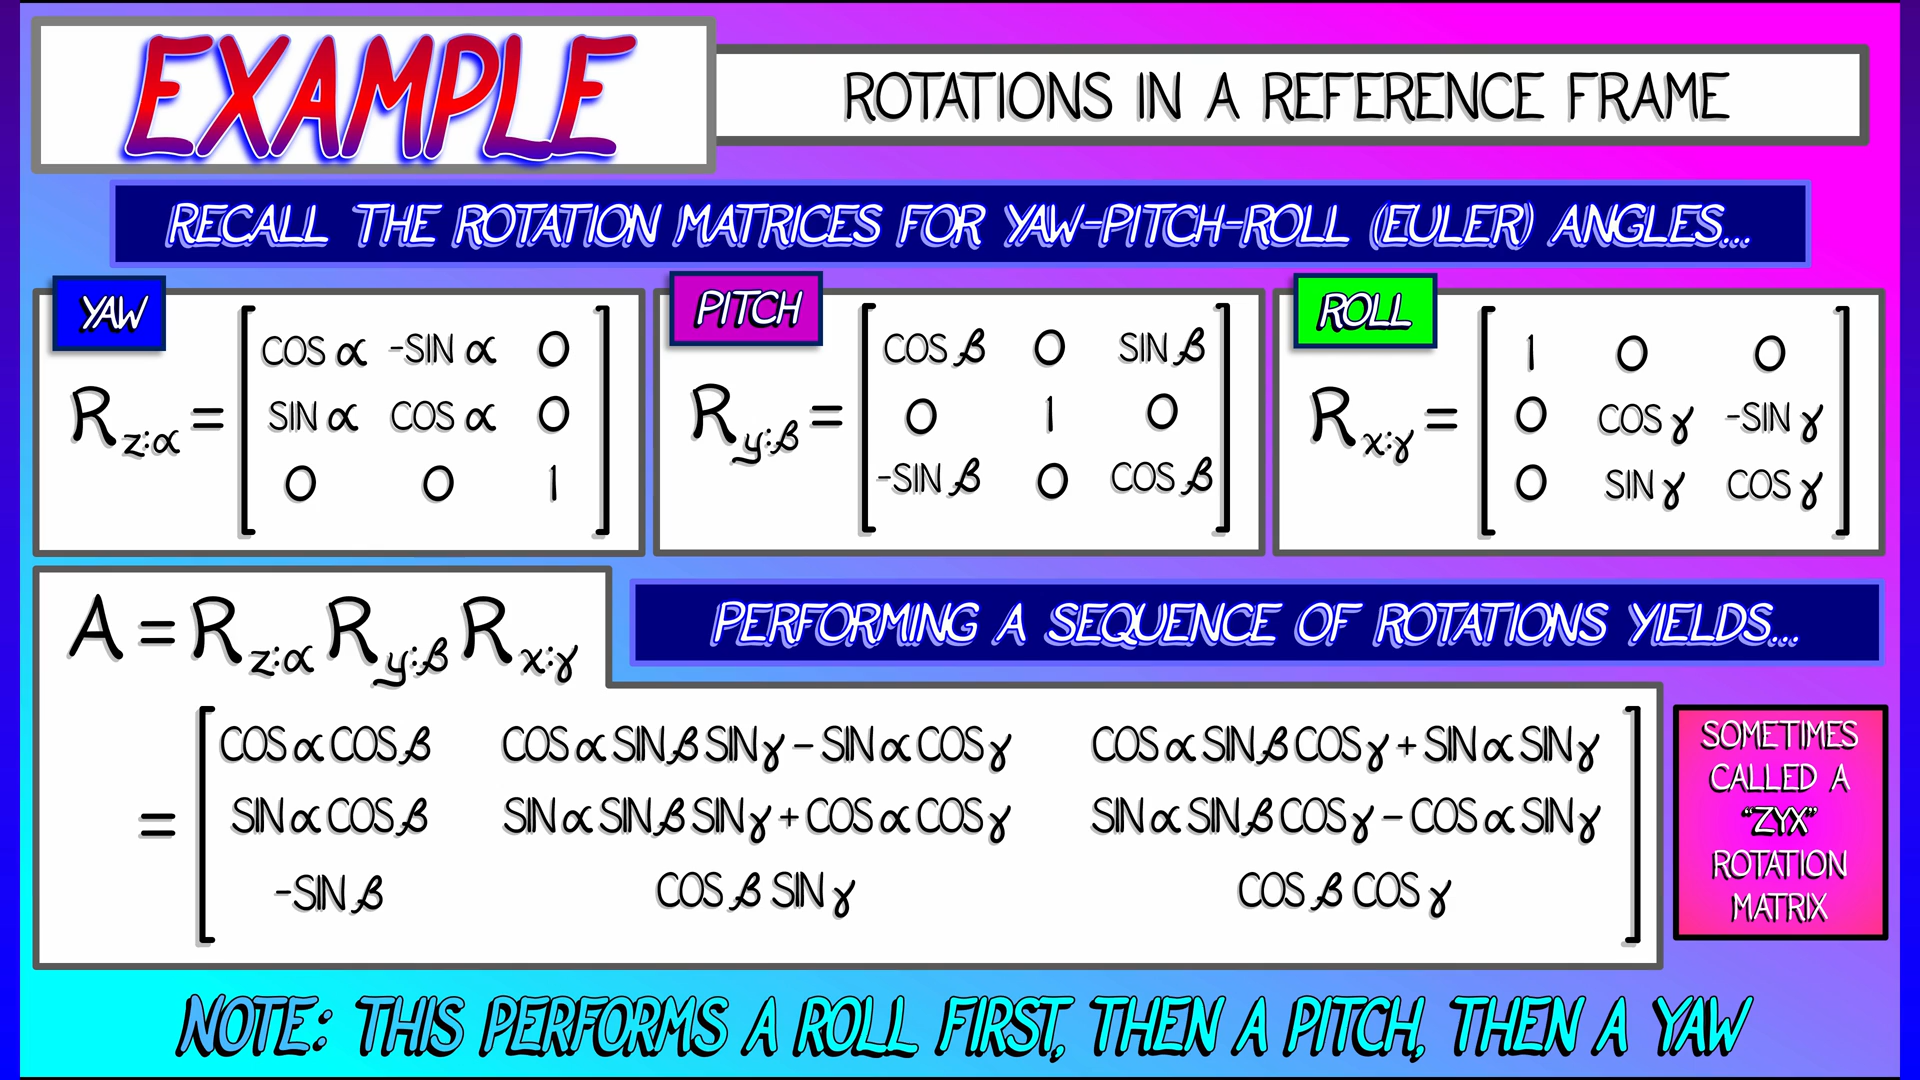 EXAMPLE
ROTATIONS IN A REFERENCE FRAME
RECALL THE ROTATION MATRICES FOR YAW-PITCH-ROLL (EULER) ANGLES...
YAW
R z:α = [ COS α -SIN α 0
SIN α COS α 0
0 0 1 ]
PITCH
R y:β = [ COS β 0 SIN β
0 1 0
-SIN β 0 COS β ]
ROLL
R x:γ = [ 1 0 0
0 COS γ -SIN γ
0 SIN γ COS γ ]
A = R z:α R y:β R x:γ
PERFORMING A SEQUENCE OF ROTATIONS YIELDS...
= [ COS α COS β COS α SIN β SIN γ - SIN α COS γ COS α SIN β COS γ + SIN α SIN γ
SIN α COS β SIN α SIN β SIN γ + COS α COS γ SIN α SIN β COS γ - COS α SIN γ
-SIN β COS β SIN γ COS β COS γ ]
SOMETIMES
CALLED A
"ZYX"
ROTATION
MATRIX
NOTE: THIS PERFORMS A ROLL FIRST, THEN A PITCH, THEN A YAW